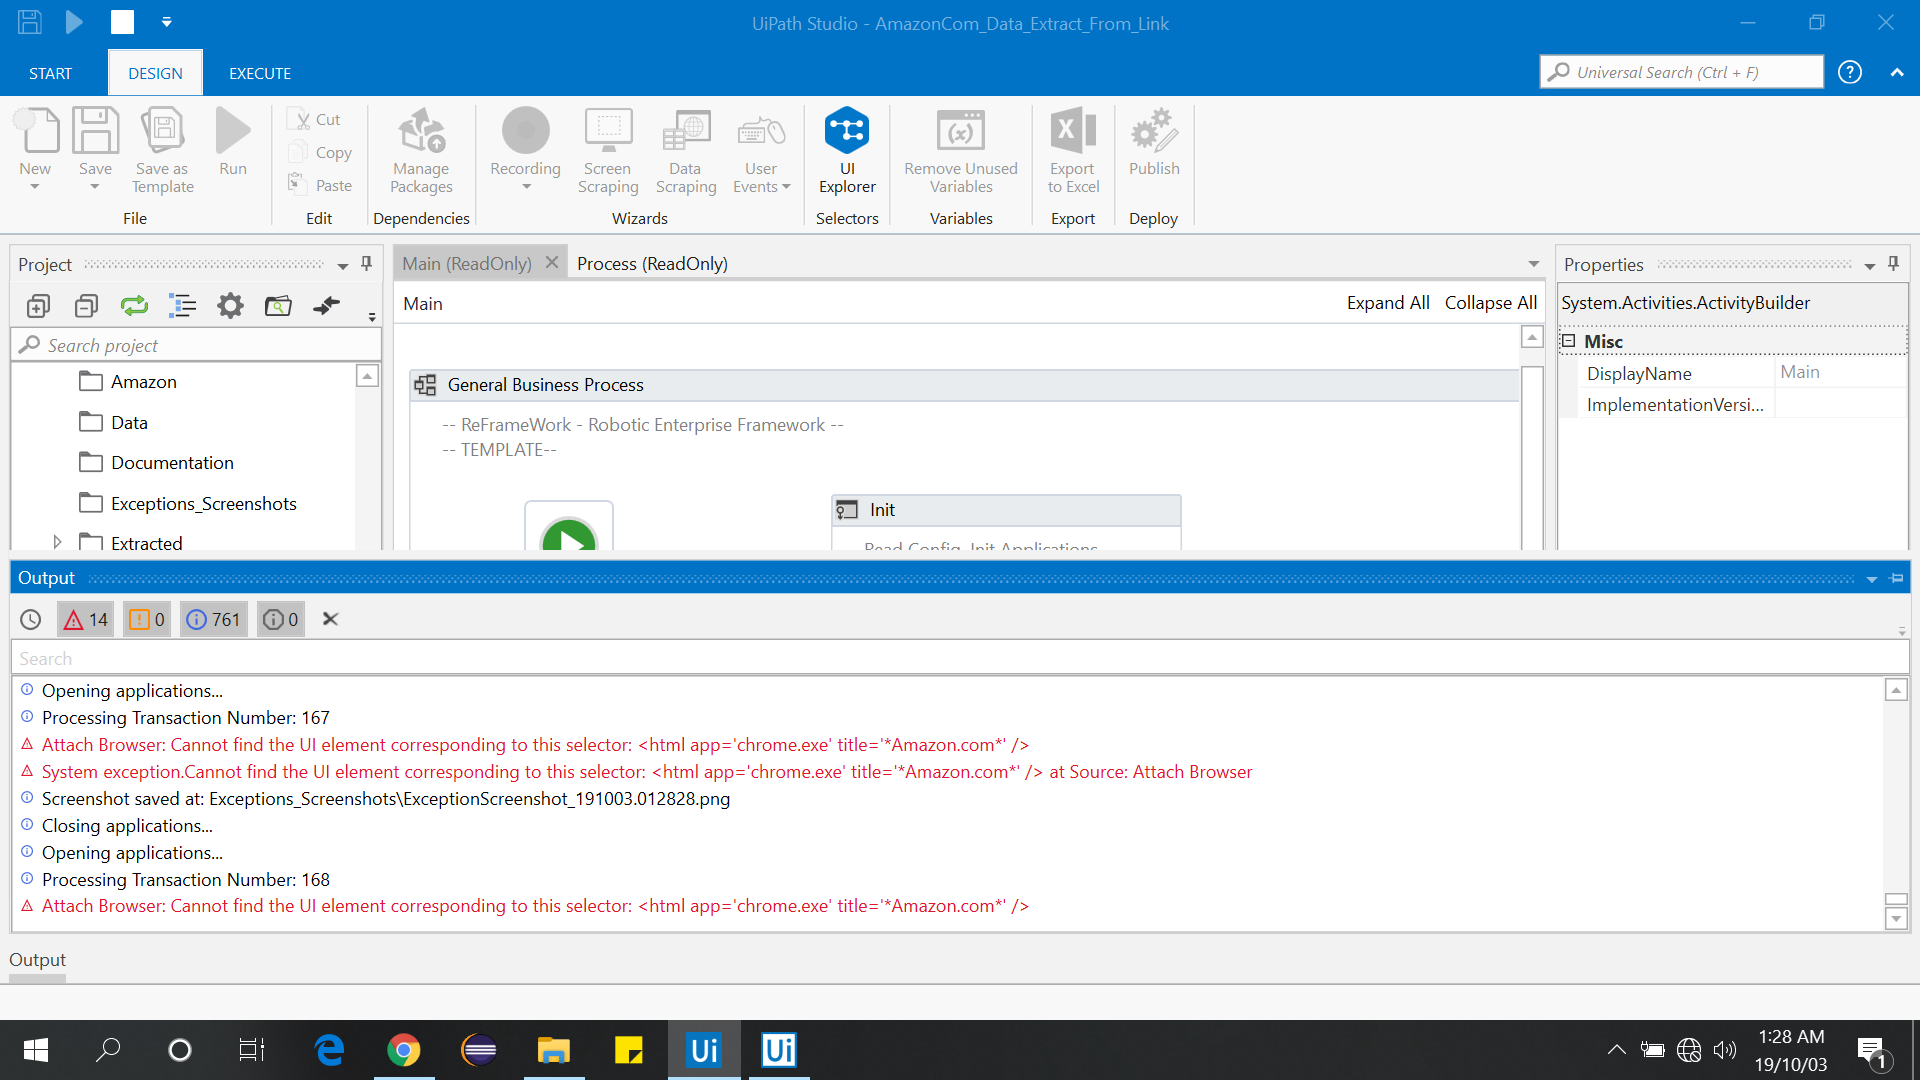 UiPath Studio - AmazonCom_Data_Extract_From_Link
START
DESIGN
EXECUTE
Universal Search (Ctrl + F)
New
Save
Save as
Template
Run
File
Cut
Copy
Paste
Edit
Manage
Packages
Dependencies
Recording
Screen
Scraping
Data
Scraping
User
Events
Wizards
UI
Explorer
Selectors
Remove Unused
Variables
Variables
Export
to Excel
Export
Publish
Deploy
Project
Search project
Amazon
Data
Documentation
Exceptions_Screenshots
Extracted
Main (ReadOnly)
Process (ReadOnly)
Main
Expand All
Collapse All
General Business Process
-- ReFrameWork - Robotic Enterprise Framework --
-- TEMPLATE--
Init
Read Config, Init Applications
Properties
System.Activities.ActivityBuilder
Misc
DisplayName
Main
ImplementationVersi...
Output
14
0
761
0
Search
Opening applications...
Processing Transaction Number: 167
Attach Browser: Cannot find the UI element corresponding to this selector: <html app='chrome.exe' title='*Amazon.com*' />
System exception.Cannot find the UI element corresponding to this selector: <html app='chrome.exe' title='*Amazon.com*' /> at Source: Attach Browser
Screenshot saved at: Exceptions_Screenshots\ExceptionScreenshot_191003.012828.png
Closing applications...
Opening applications...
Processing Transaction Number: 168
Attach Browser: Cannot find the UI element corresponding to this selector: <html app='chrome.exe' title='*Amazon.com*' />
Output
Ui
Ui
1:28 AM
19/10/03
1